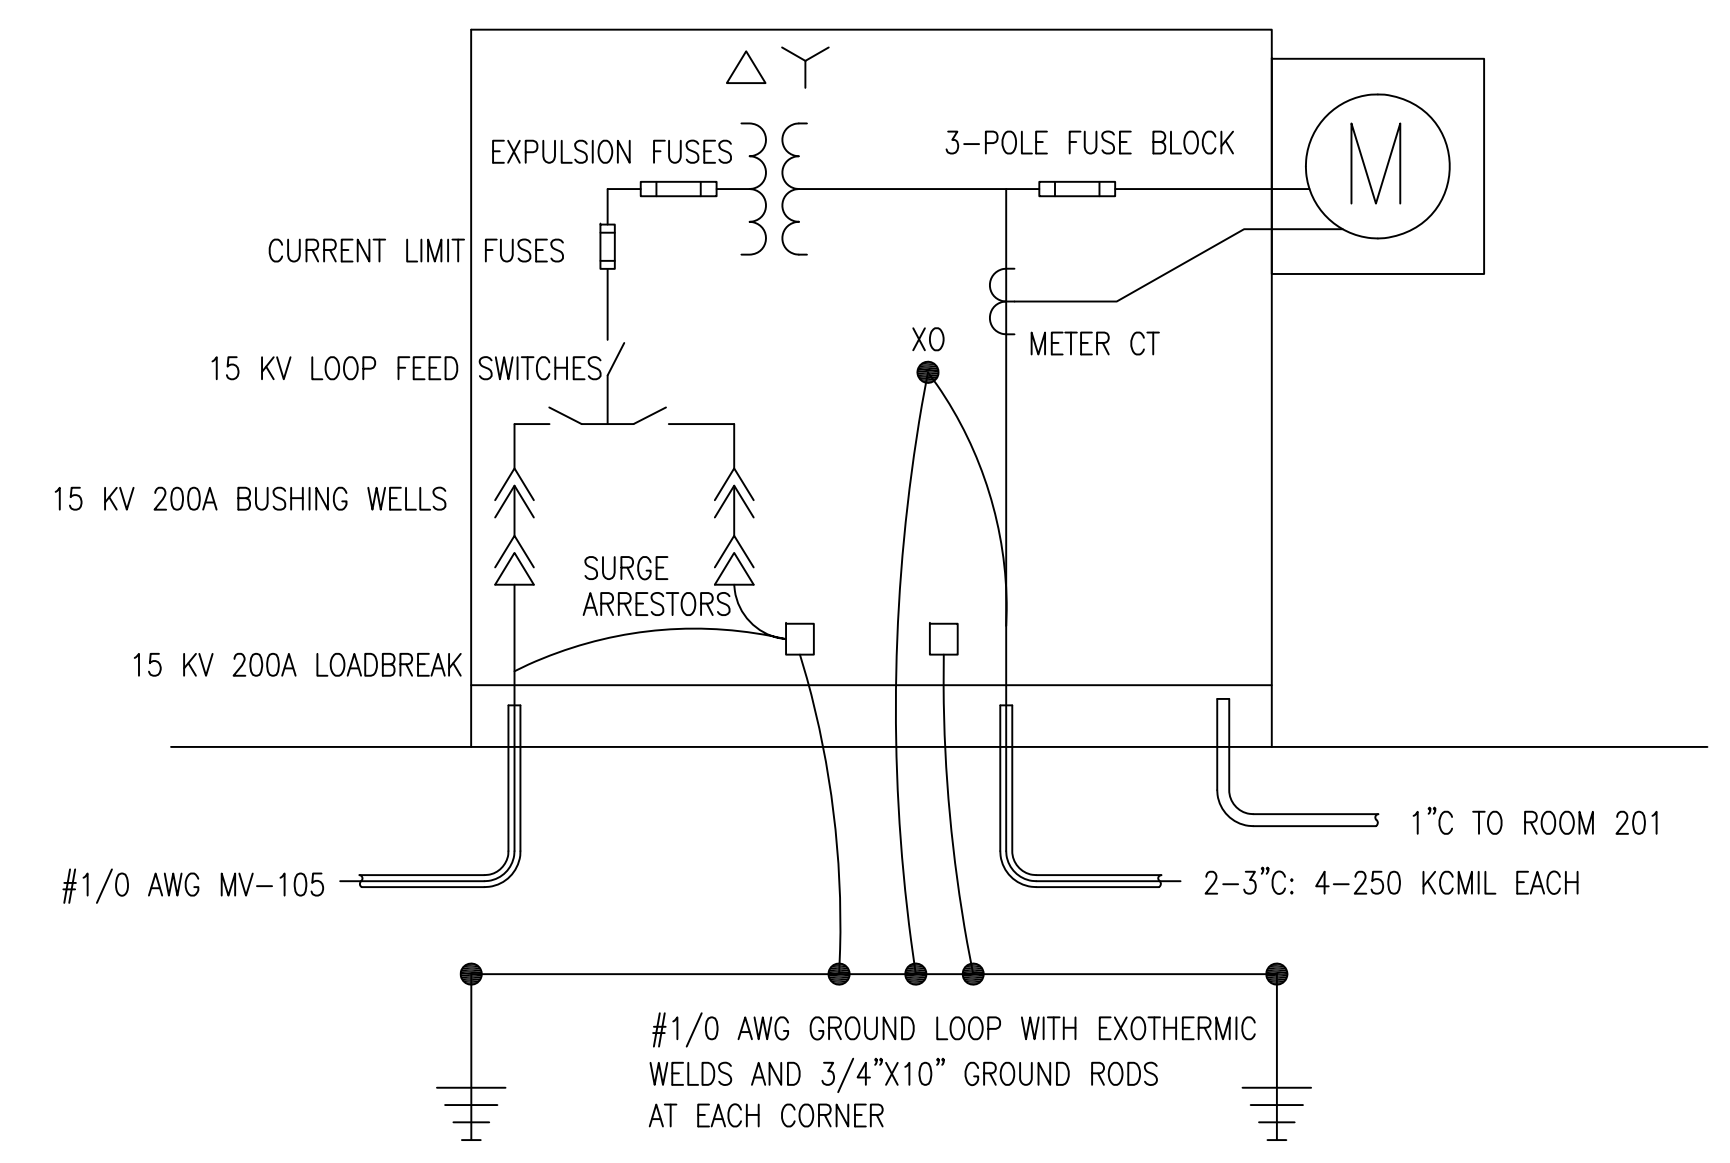 EXPULSION FUSES
3-POLE FUSE BLOCK
M
CURRENT LIMIT FUSES
XO
METER CT
15 KV LOOP FEED SWITCHES
15 KV 200A BUSHING WELLS
SURGE
ARRESTORS
15 KV 200A LOADBREAK
1"C TO ROOM 201
#1/0 AWG MV-105
2-3"C: 4-250 KCMIL EACH
#1/0 AWG GROUND LOOP WITH EXOTHERMIC
WELDS AND 3/4"X10" GROUND RODS
AT EACH CORNER